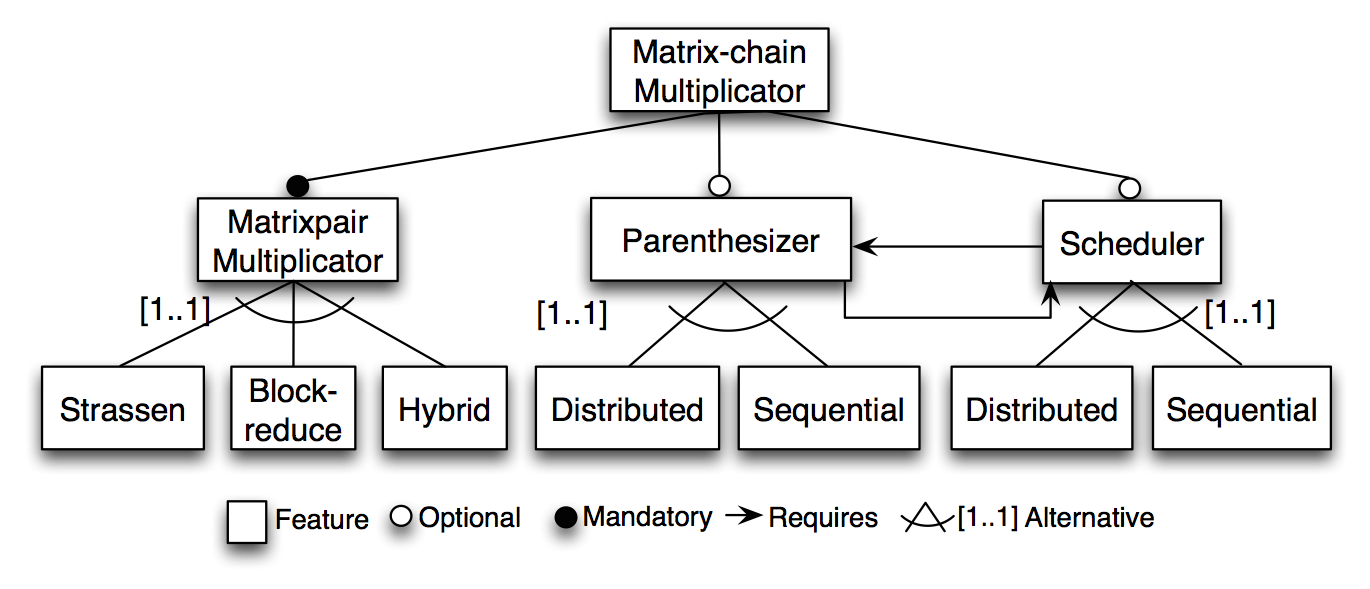 Matrix-chain
Multiplicator
Matrixpair
Multiplicator
Parenthesizer
Scheduler
[1..1]
[1..1]
[1..1]
Strassen
Block-
reduce
Hybrid
Distributed
Sequential
Distributed
Sequential
Feature
Optional
Mandatory
Requires
[1..1] Alternative